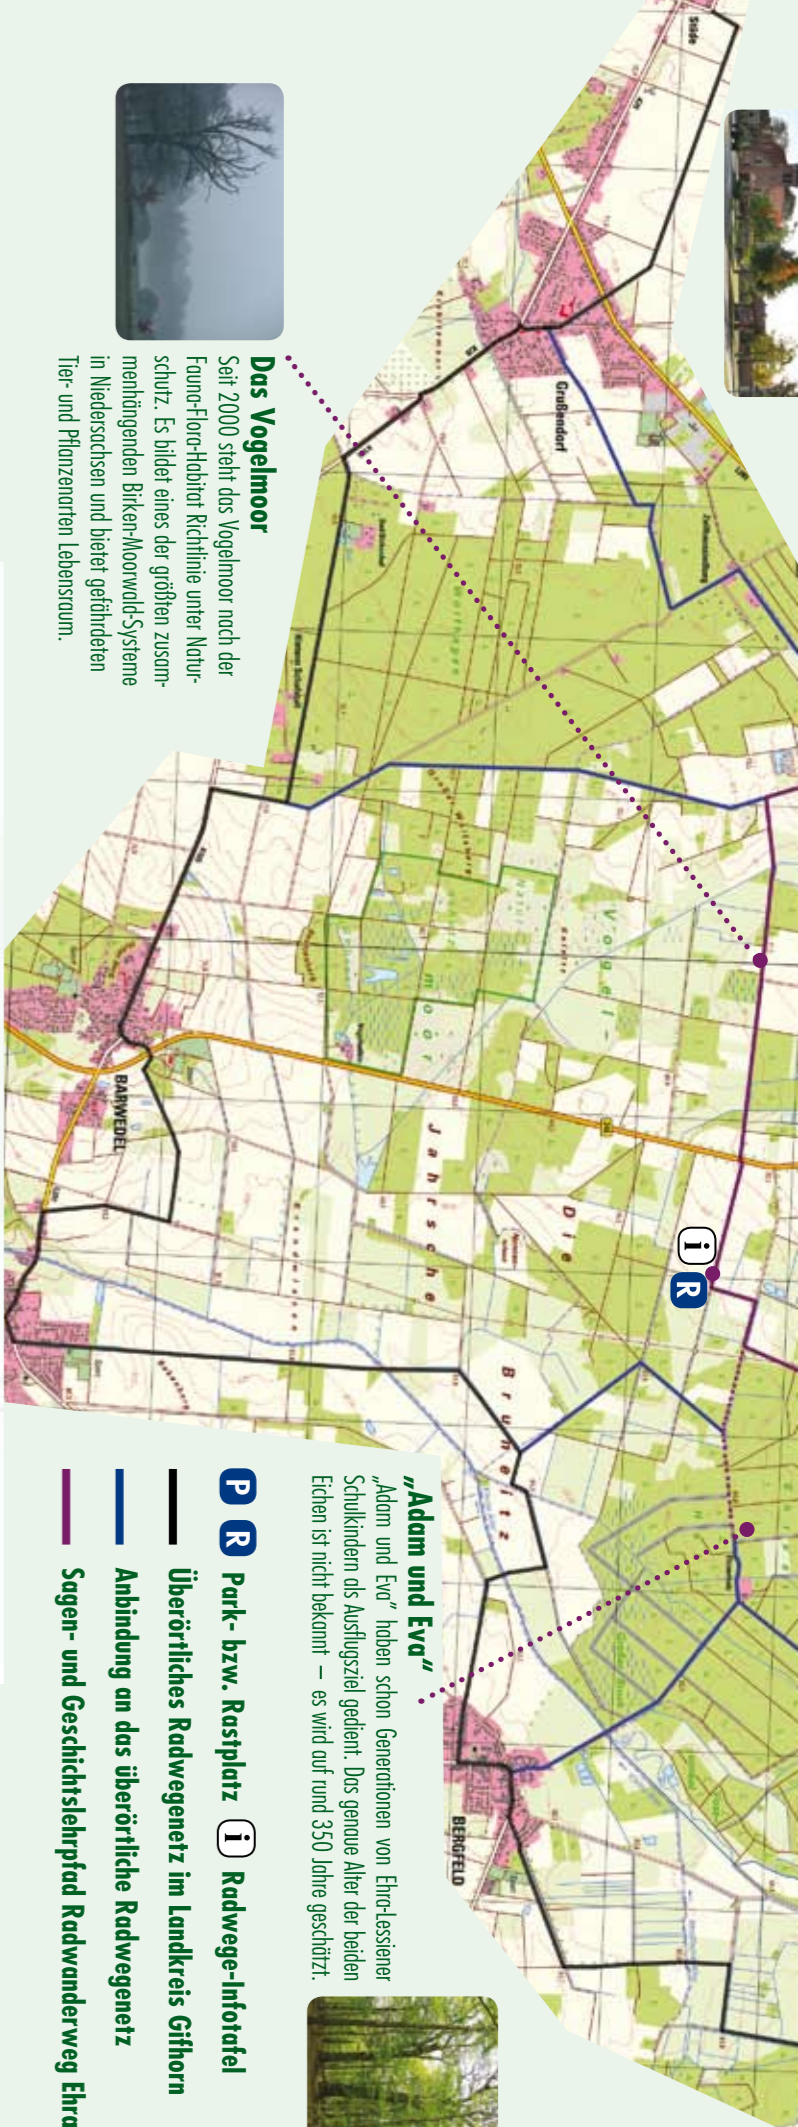 Stüde
Grußendorf
Das Vogelmoor
Seit 2000 steht das Vogelmoor nach der
Fauna-Flora-Habitat Richtlinie unter Natur-
schutz. Es bildet eines der größten zusam-
menhängenden Birken-Moorwald-Systeme
in Niedersachsen und bietet gefährdeten
Tier- und Pflanzenarten Lebensraum.
Vogel-
moor
BARWEDEL
Die
Jahrsche
Bruheitz
i R
„Adam und Eva“
„Adam und Eva“ haben schon Generationen von Ehra-Lessiener
Schulkindern als Ausflugsziel gedient. Das genaue Alter der beiden
Eichen ist nicht bekannt – es wird auf rund 350 Jahre geschätzt.
BERGFELD
P R Park- bzw. Rastplatz i Radwege-Infotafel
Überörtliches Radwegenetz im Landkreis Gifhorn
Anbindung an das überörtliche Radwegenetz
Sagen- und Geschichtslehrpfad Radwanderweg Ehra